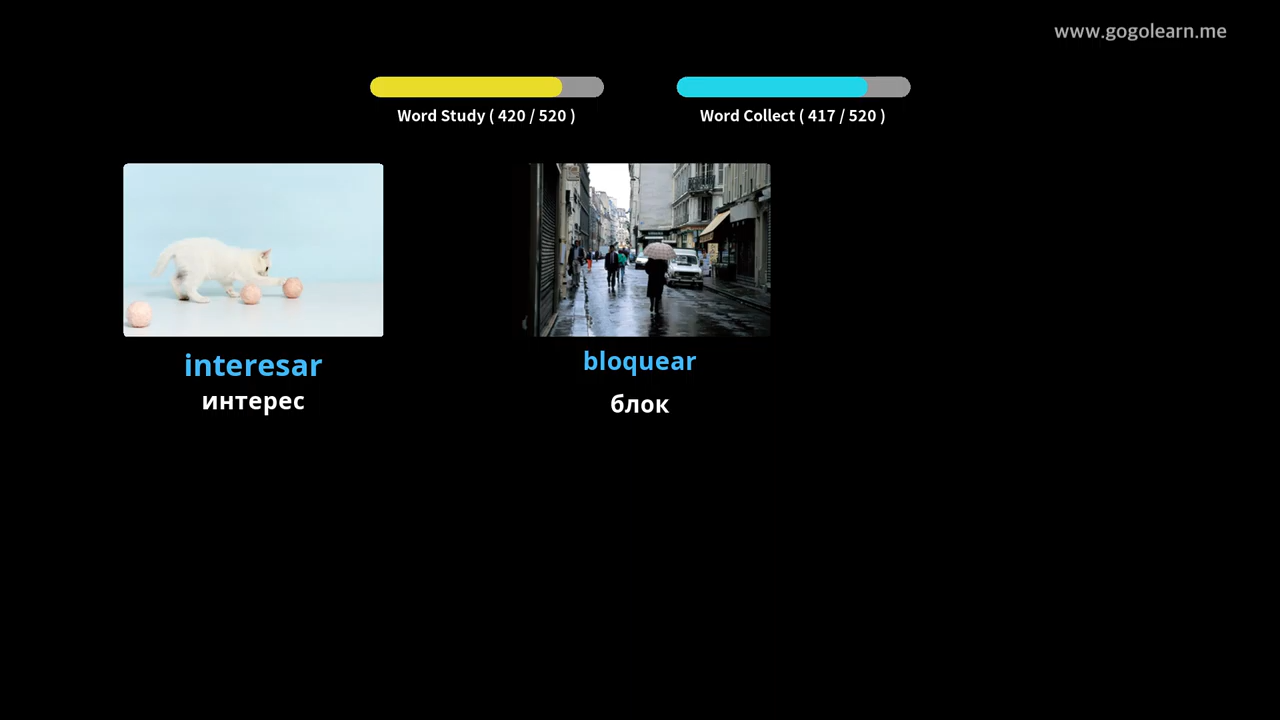 www.gogolearn.me
Word Study ( 420 / 520 )
Word Collect ( 417 / 520 )
interesar
интерес
bloquear
блок